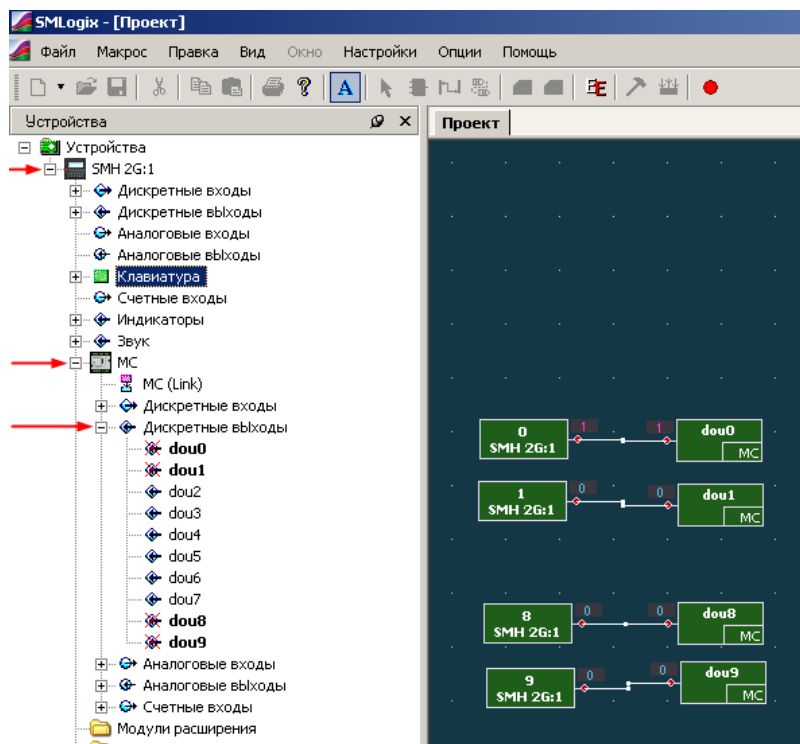 SMLogix - [Проект]
Файл Макрос Правка Вид Окно Настройки Опции Помощь
A
Устройства
Проект
Устройства
SMH 2G:1
Дискретные входы
Дискретные вЫходы
Аналоговые входы
Аналоговые вЫходы
Клавиатура
Счетные входы
Индикаторы
Звук
MC
MC (Link)
Дискретные входы
Дискретные вЫходы
dou0
dou1
dou2
dou3
dou4
dou5
dou6
dou7
dou8
dou9
Аналоговые входы
Аналоговые вЫходы
Счетные входы
Модули расширения
0
SMH 2G:1
1
1
dou0
MC
1
SMH 2G:1
0
0
dou1
MC
8
SMH 2G:1
0
0
dou8
MC
9
SMH 2G:1
0
0
dou9
MC